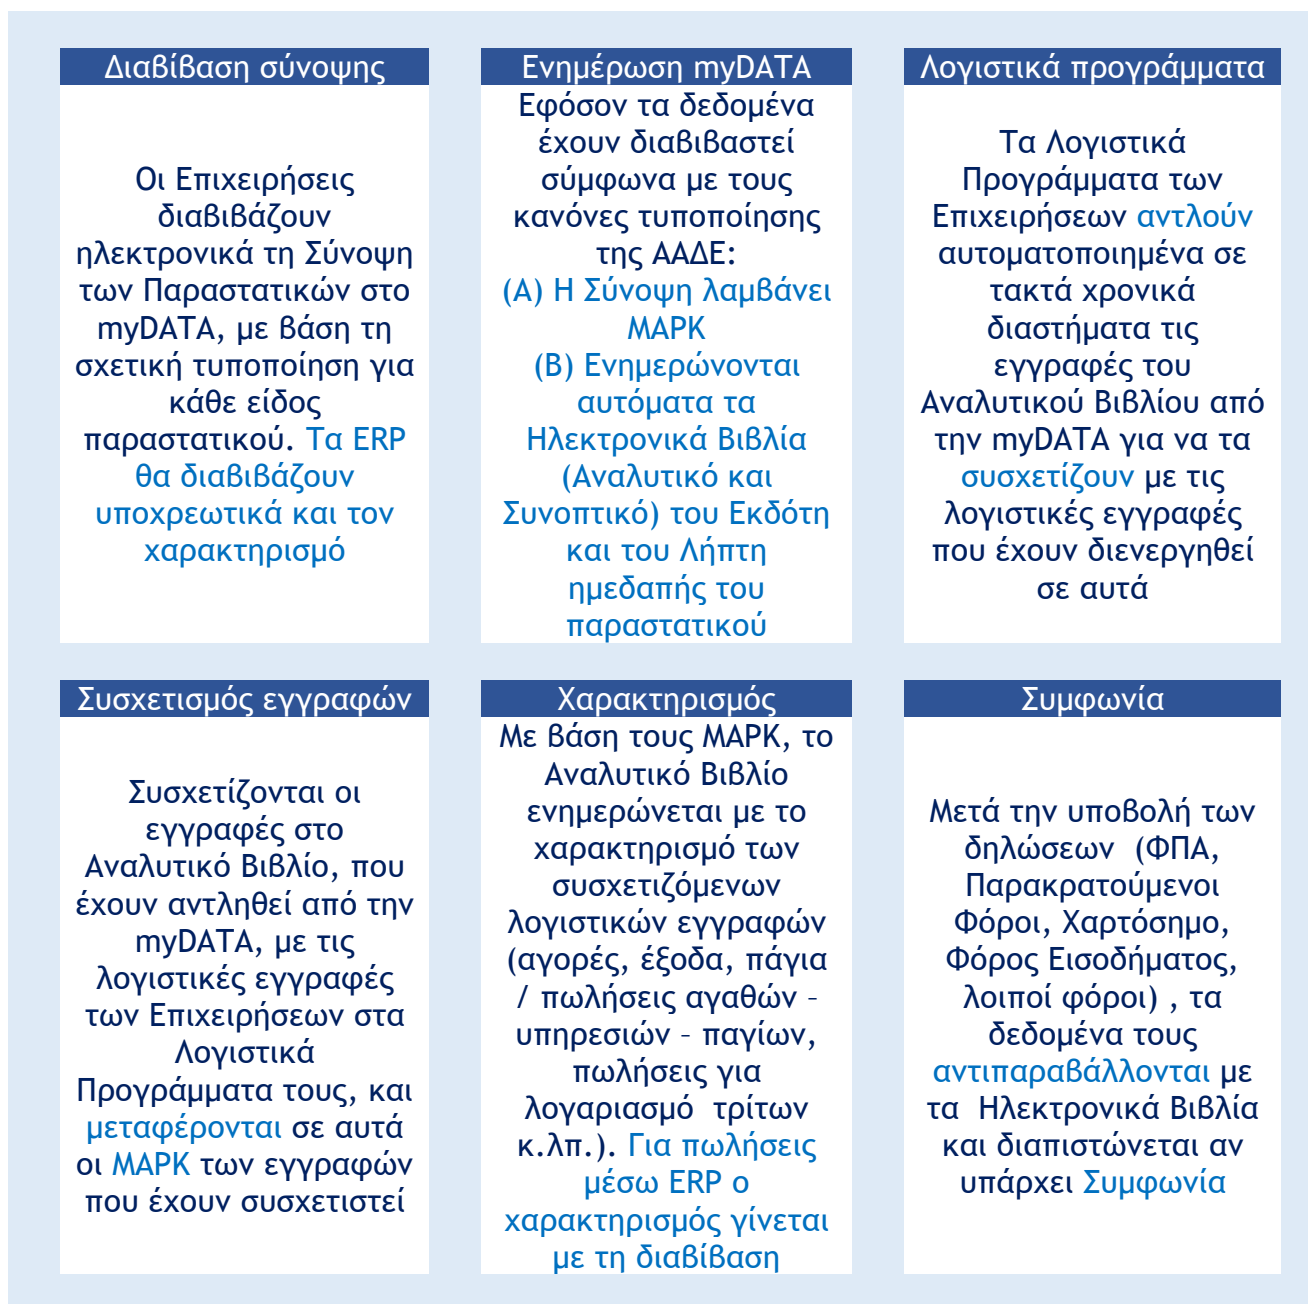 Διαβίβαση σύνοψης
Οι Επιχειρήσεις
διαβιβάζουν
ηλεκτρονικά τη Σύνοψη
των Παραστατικών στο
myDATA, με βάση τη
σχετική τυποποίηση για
κάθε είδος
παραστατικού. Τα ERP
θα διαβιβάζουν
υποχρεωτικά και τον
χαρακτηρισμό
Ενημέρωση myDATA
Εφόσον τα δεδομένα
έχουν διαβιβαστεί
σύμφωνα με τους
κανόνες τυποποίησης
της ΑΑΔΕ:
(Α) Η Σύνοψη λαμβάνει
ΜΑΡΚ
(Β) Ενημερώνονται
αυτόματα τα
Ηλεκτρονικά Βιβλία
(Αναλυτικό και
Συνοπτικό) του Εκδότη
και του Λήπτη
ημεδαπής του
παραστατικού
Λογιστικά προγράμματα
Τα Λογιστικά
Προγράμματα των
Επιχειρήσεων αντλούν
αυτοματοποιημένα σε
τακτά χρονικά
διαστήματα τις
εγγραφές του
Αναλυτικού Βιβλίου από
την myDATA για να τα
συσχετίζουν με τις
λογιστικές εγγραφές
που έχουν διενεργηθεί
σε αυτά
Συσχετισμός εγγραφών
Συσχετίζονται οι
εγγραφές στο
Αναλυτικό Βιβλίο, που
έχουν αντληθεί από την
myDATA, με τις
λογιστικές εγγραφές
των Επιχειρήσεων στα
Λογιστικά
Προγράμματα τους, και
μεταφέρονται σε αυτά
οι ΜΑΡΚ των εγγραφών
που έχουν συσχετιστεί
Χαρακτηρισμός
Με βάση τους ΜΑΡΚ, το
Αναλυτικό Βιβλίο
ενημερώνεται με το
χαρακτηρισμό των
συσχετιζόμενων
λογιστικών εγγραφών
(αγορές, έξοδα, πάγια
/ πωλήσεις αγαθών -
υπηρεσιών - παγίων,
πωλήσεις για
λογαριασμό τρίτων
κ.λπ.). Για πωλήσεις
μέσω ERP ο
χαρακτηρισμός γίνεται
με τη διαβίβαση
Συμφωνία
Μετά την υποβολή των
δηλώσεων (ΦΠΑ,
Παρακρατούμενοι
Φόροι, Χαρτόσημο,
Φόρος Εισοδήματος,
λοιποί φόροι) , τα
δεδομένα τους
αντιπαραβάλλονται με
τα Ηλεκτρονικά Βιβλία
και διαπιστώνεται αν
υπάρχει Συμφωνία